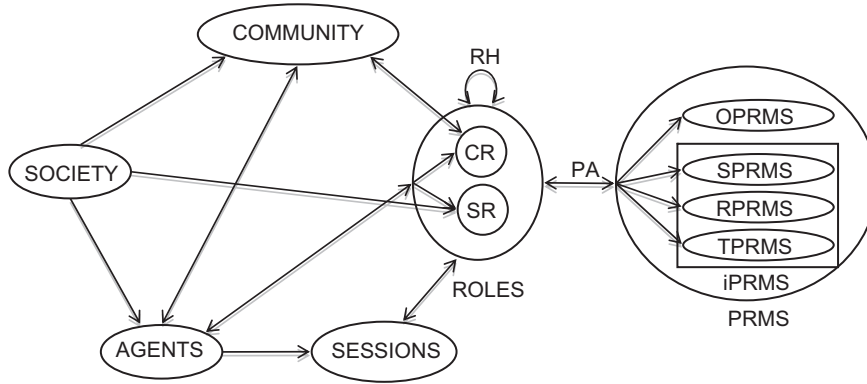 COMMUNITY
RH
OPRMS
CR
PA
SOCIETY
SPRMS
SR
RPRMS
TPRMS
iPRMS
ROLES
PRMS
AGENTS
SESSIONS